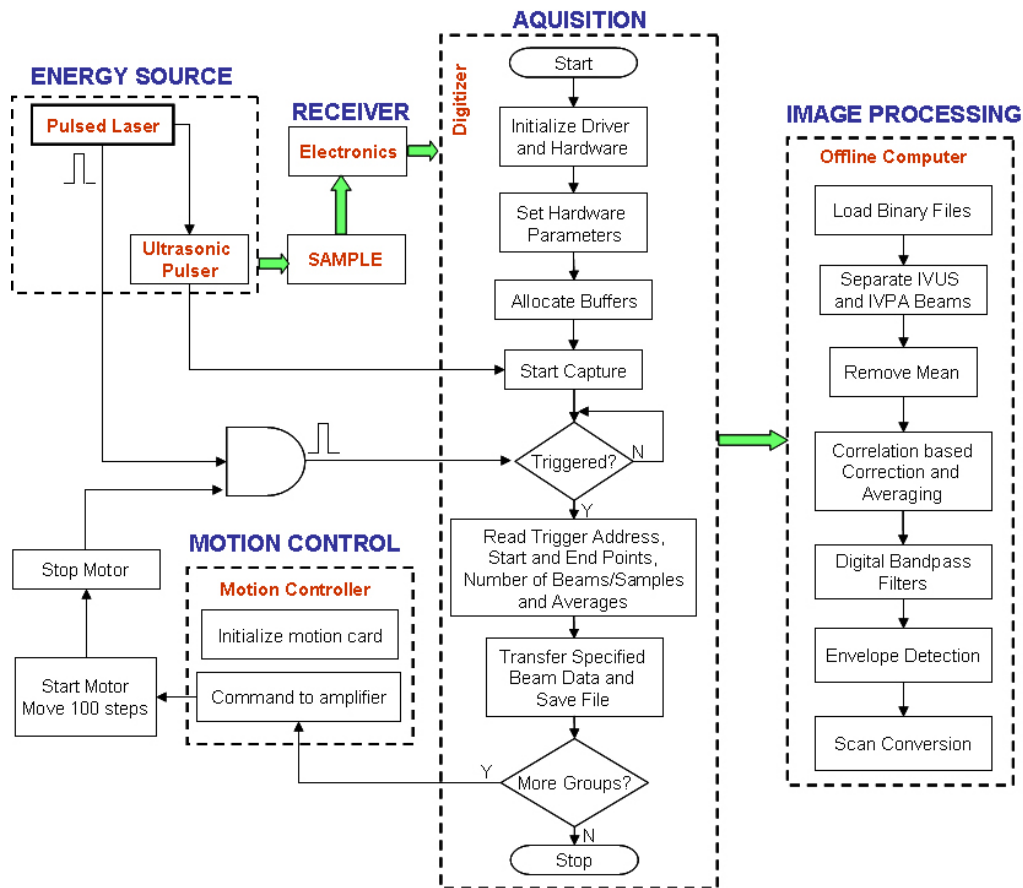 ENERGY SOURCE
Pulsed Laser
Ultrasonic
Pulser
RECEIVER
Electronics
SAMPLE
AQUISITION
Digitizer
Start
Initialize Driver
and Hardware
Set Hardware
Parameters
Allocate Buffers
Start Capture
Triggered?
N
Y
Read Trigger Address,
Start and End Points,
Number of Beams/Samples
and Averages
Transfer Specified
Beam Data and
Save File
More Groups?
Y
N
Stop
MOTION CONTROL
Motion Controller
Initialize motion card
Command to amplifier
Start Motor
Move 100 steps
Stop Motor
IMAGE PROCESSING
Offline Computer
Load Binary Files
Separate IVUS
and IVPA Beams
Remove Mean
Correlation based
Correction and
Averaging
Digital Bandpass
Filters
Envelope Detection
Scan Conversion